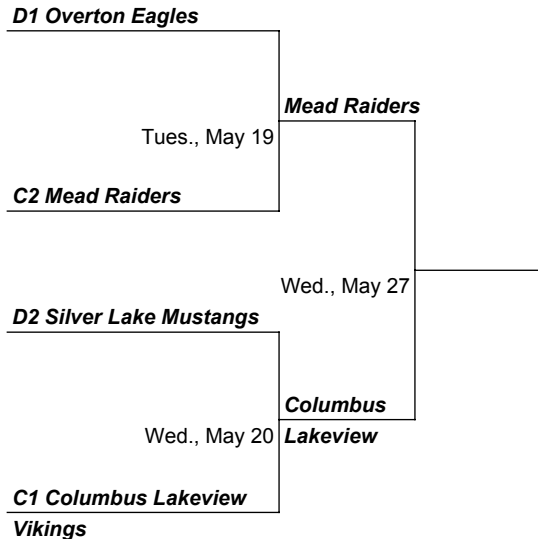 D1 Overton Eagles
Mead Raiders
Tues., May 19
C2 Mead Raiders
Wed., May 27
D2 Silver Lake Mustangs
Columbus
Wed., May 20
Lakeview
C1 Columbus Lakeview
Vikings